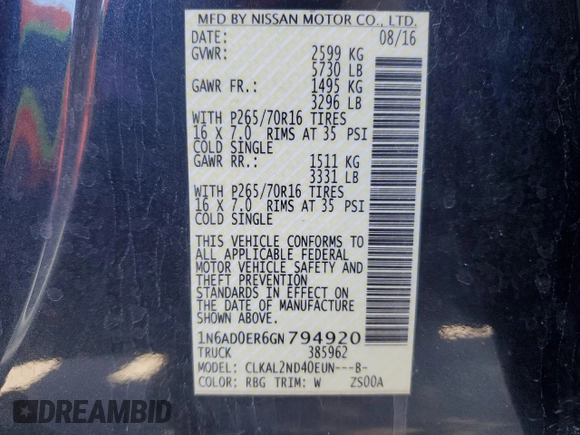 MFD BY NISSAN MOTOR CO., LTD.
DATE: 08/16
GVWR: 2599 KG
5730 LB
GAWR FR.: 1495 KG
3296 LB
WITH P265/70R16 TIRES
16 X 7.0 RIMS AT 35 PSI
COLD SINGLE
GAWR RR.: 1511 KG
3331 LB
WITH P265/70R16 TIRES
16 X 7.0 RIMS AT 35 PSI
COLD SINGLE
THIS VEHICLE CONFORMS TO
ALL APPLICABLE FEDERAL
MOTOR VEHICLE SAFETY AND
THEFT PREVENTION
STANDARDS IN EFFECT ON
THE DATE OF MANUFACTURE
SHOWN ABOVE.
1N6AD0ER6GN794920
TRUCK 385962
MODEL: CLKAL2ND40EUN---B-
COLOR: RBG TRIM: W ZS00A
DREAMBID